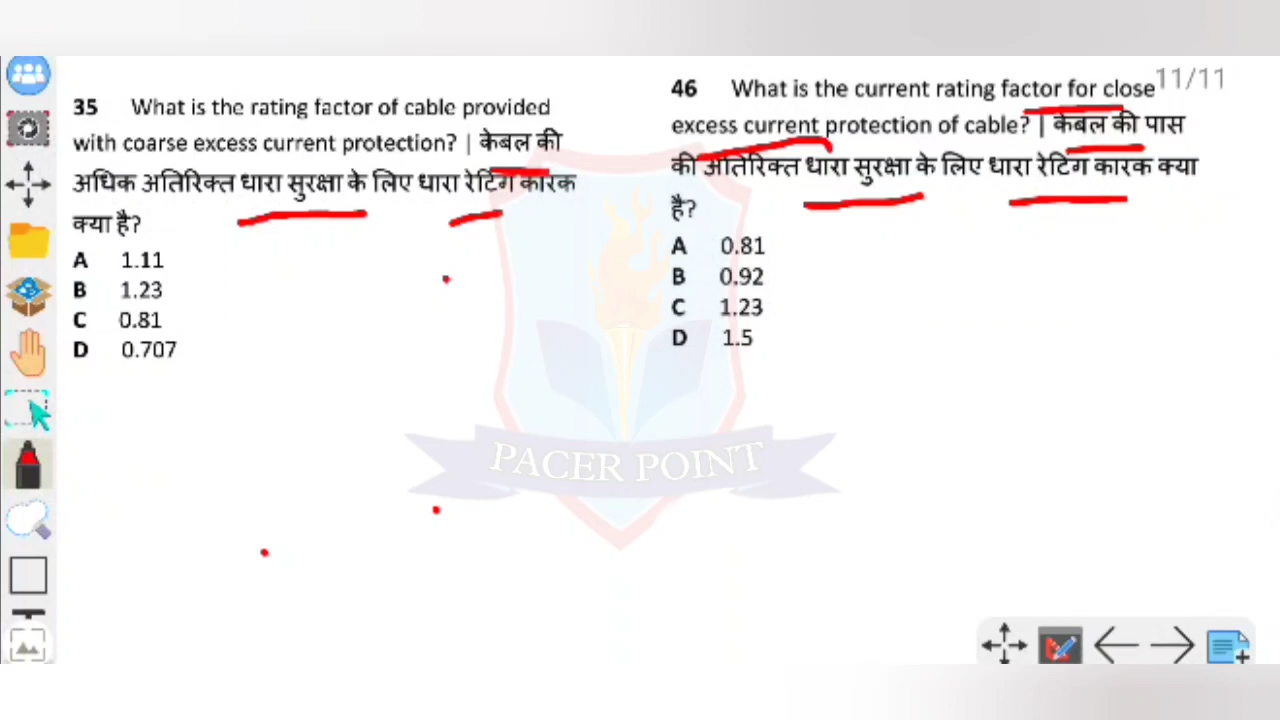 35 What is the rating factor of cable provided
with coarse excess current protection? | केबल की
अधिक अतिरिक्त धारा सुरक्षा के लिए धारा रेटिंग कारक
क्या है?
A 1.11
B 1.23
C 0.81
D 0.707
11/11
46 What is the current rating factor for close
excess current protection of cable? | केबल की पास
की अतिरिक्त धारा सुरक्षा के लिए धारा रेटिंग कारक क्या
है?
A 0.81
B 0.92
C 1.23
D 1.5
PACER POINT